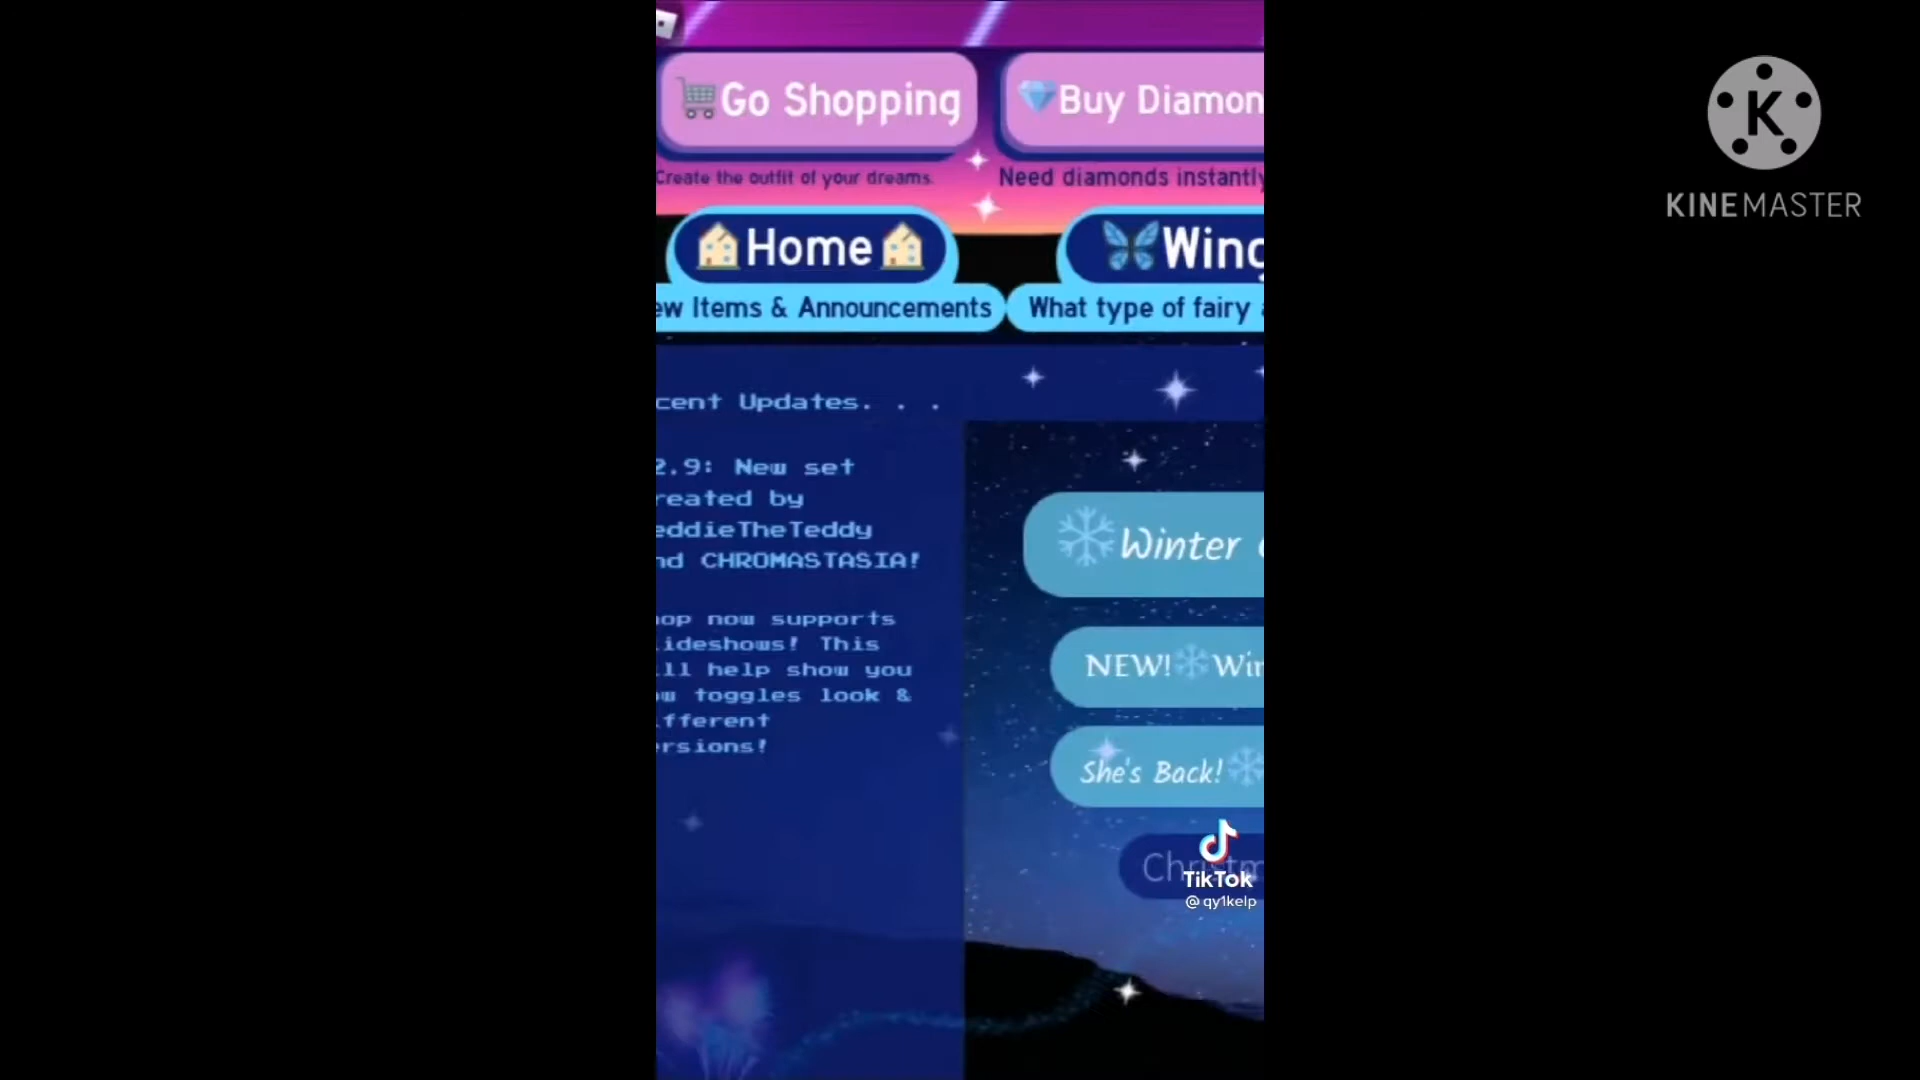 Go Shopping
Buy Diamon
Create the outfit of your dreams.
Need diamonds instantly
Home
Wing
ew Items & Announcements
What type of fairy a
cent Updates. . .
2.9: New set
reated by
eddieTheTeddy
nd CHROMASTASIA!
op now supports
ideshows! This
ll help show you
w toggles look &
fferent
rsions!
Winter
NEW! Win
She's Back!
Christm
TikTok
@qy1kelp
K
KINEMASTER